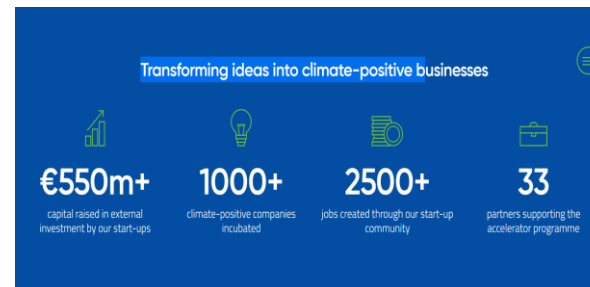 Transforming ideas into climate-positive businesses
€550m+
capital raised in external
investment by our start-ups
1000+
climate-positive companies
incubated
2500+
jobs created through our start-up
community
33
partners supporting the
accelerator programme